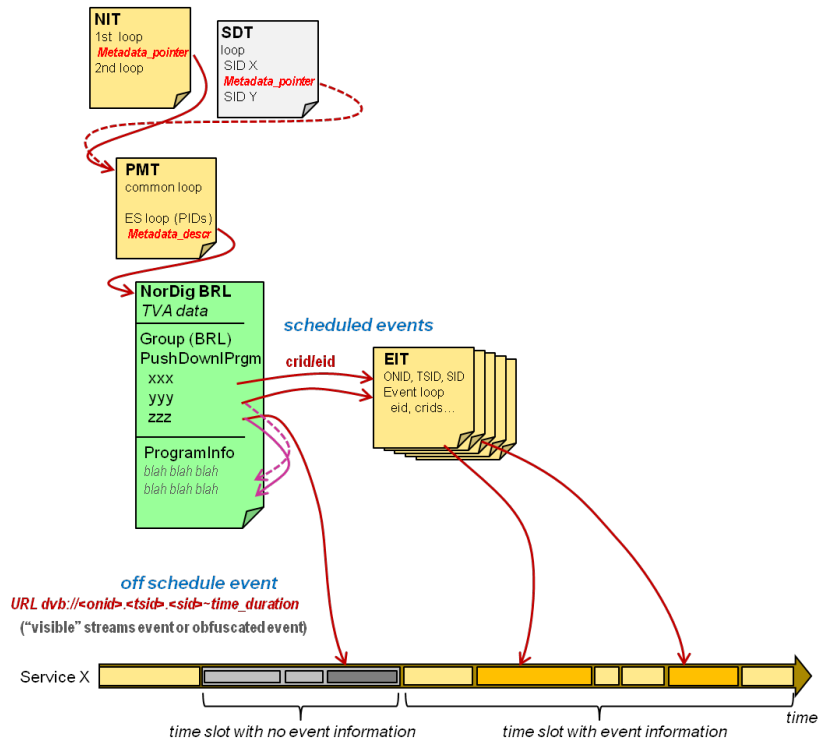 NIT
1st loop
Metadata_pointer
2nd loop
SDT
loop
SID X
Metadata_pointer
SID Y
PMT
common loop
ES loop (PIDs)
Metadata_descr
NorDig BRL
TVA data
Group (BRL)
PushDownlPrgm
xxx
yyy
zzz
ProgramInfo
blah blah blah
blah blah blah
scheduled events
crid/eid
EIT
ONID, TSID, SID
Event loop
eid, crids...
off schedule event
URL dvb://<onid>.<tsid>.<sid>~time_duration
("visible" streams event or obfuscated event)
Service X
time
time slot with no event information
time slot with event information